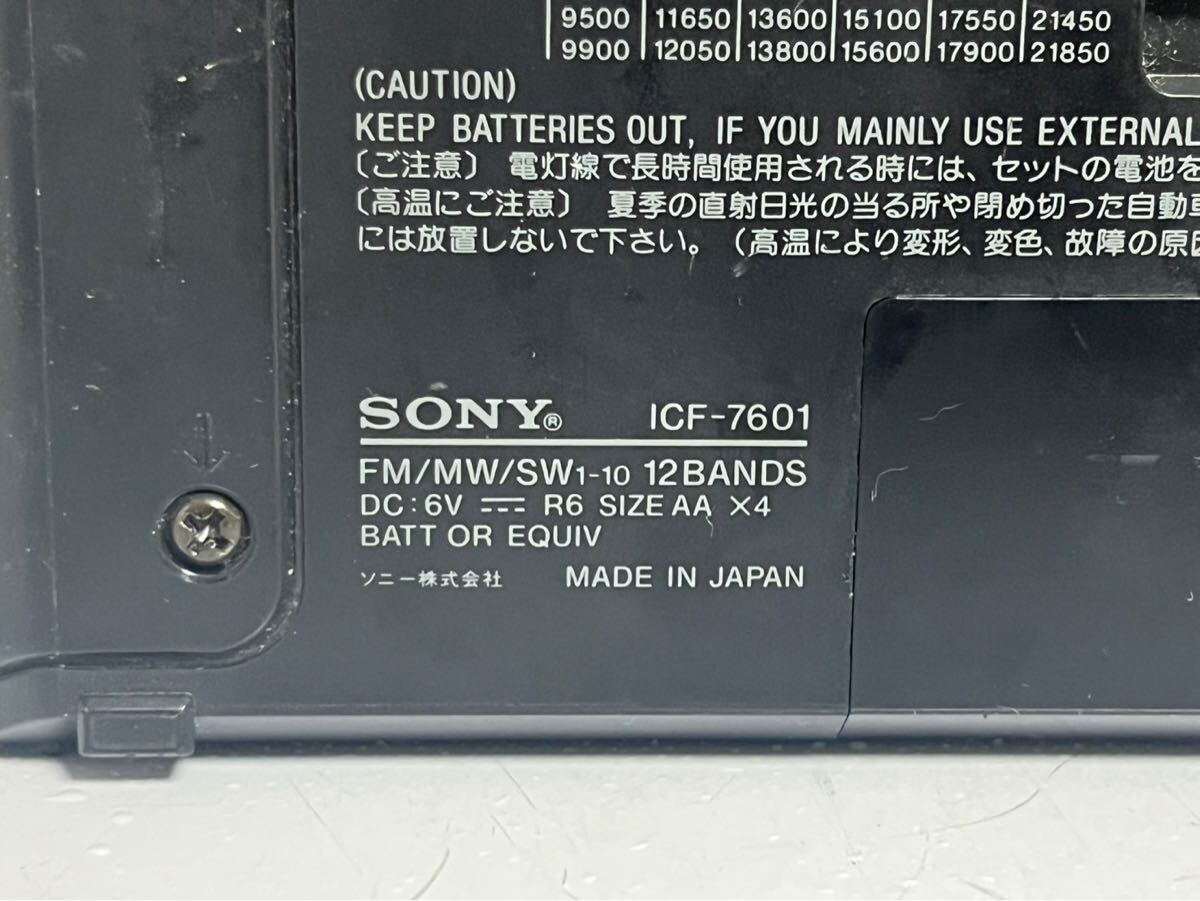 9500 11650 13600 15100 17550 21450
9900 12050 13800 15600 17900 21850
(CAUTION)
KEEP BATTERIES OUT, IF YOU MAINLY USE EXTERNAL
〔ご注意〕 電灯線で長時間使用される時には、セットの電池を
〔高温にご注意〕 夏季の直射日光の当る所や閉め切った自動車
には放置しないで下さい。(高温により変形、変色、故障の原因
SONY® ICF-7601
FM/MW/SW1-10 12BANDS
DC:6V ⎓ R6 SIZE AA ×4
BATT OR EQUIV
ソニー株式会社 MADE IN JAPAN